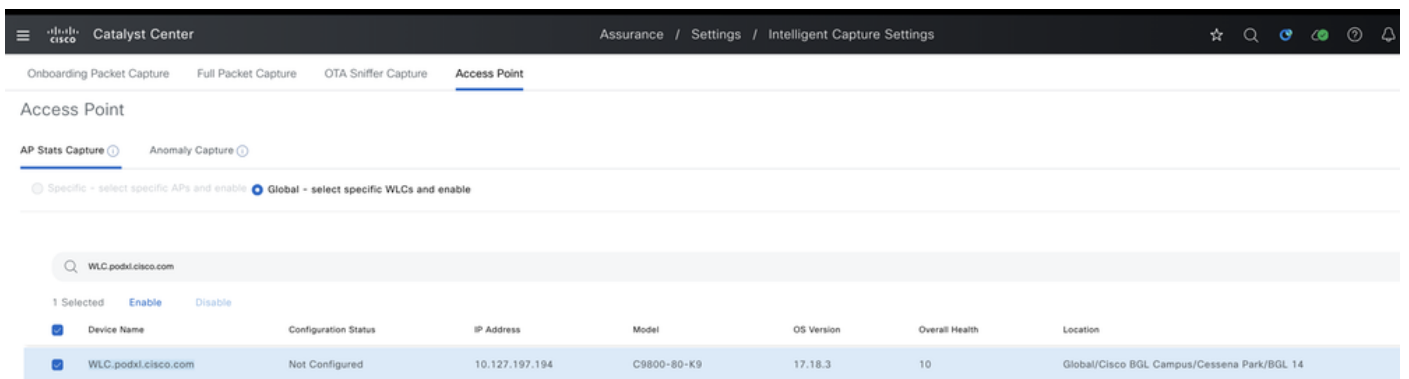 CISCO Catalyst Center Assurance / Settings / Intelligent Capture Settings
Onboarding Packet Capture Full Packet Capture OTA Sniffer Capture Access Point
Access Point
AP Stats Capture Anomaly Capture
Specific - select specific APs and enable Global - select specific WLCs and enable
WLC.podxl.cisco.com
1 Selected Enable Disable
Device Name Configuration Status IP Address Model OS Version Overall Health Location
WLC.podxl.cisco.com Not Configured 10.127.197.194 C9800-80-K9 17.18.3 10 Global/Cisco BGL Campus/Cessena Park/BGL 14